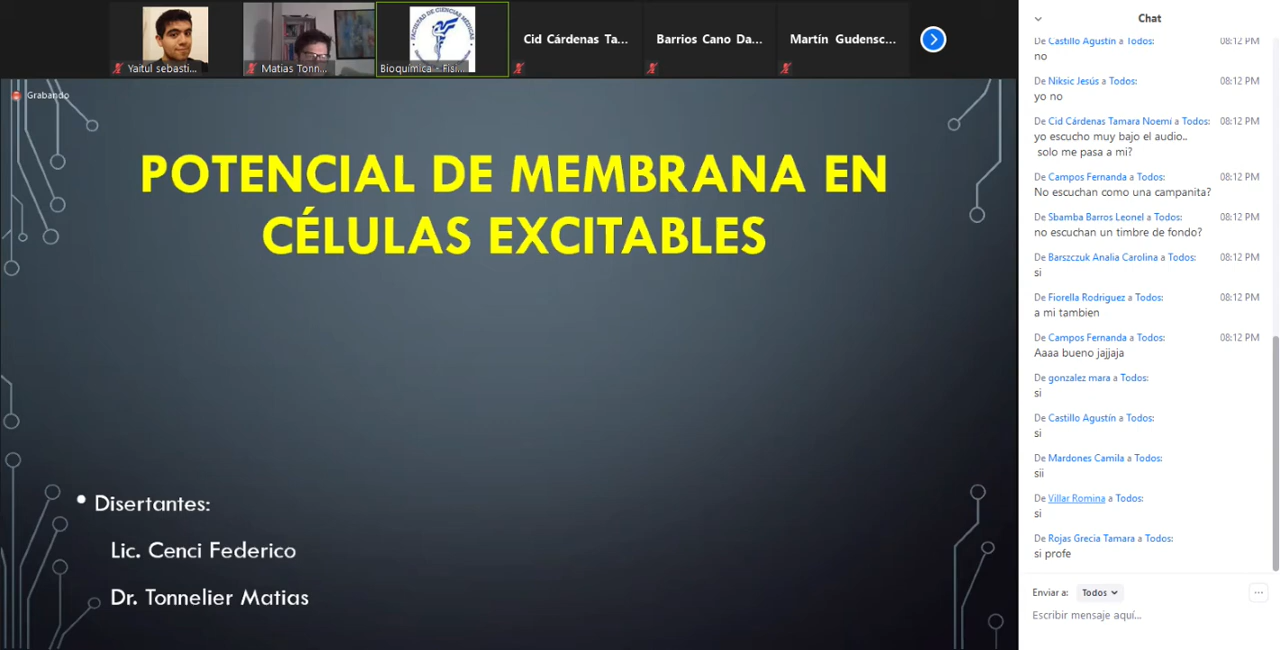 Yaitul sebasti...
Matias Tonn...
FACULTAD DE CIENCIAS MÉDICAS
Bioquímica - Fisi...
Cid Cárdenas Ta...
Barrios Cano Da...
Martín Gudensc...
Grabando
POTENCIAL DE MEMBRANA EN
CÉLULAS EXCITABLES
• Disertantes:
Lic. Cenci Federico
Dr. Tonnelier Matias
Chat
De Castillo Agustín a Todos: 08:12 PM
no
De Niksic Jesús a Todos: 08:12 PM
yo no
De Cid Cárdenas Tamara Noemí a Todos: 08:12 PM
yo escucho muy bajo el audio..
solo me pasa a mi?
De Campos Fernanda a Todos: 08:12 PM
No escuchan como una campanita?
De Sbamba Barros Leonel a Todos: 08:12 PM
no escuchan un timbre de fondo?
De Barszczuk Analia Carolina a Todos: 08:12 PM
si
De Fiorella Rodriguez a Todos: 08:12 PM
a mi tambien
De Campos Fernanda a Todos: 08:12 PM
Aaaa bueno jajjaja
De gonzalez mara a Todos:
si
De Castillo Agustín a Todos:
si
De Mardones Camila a Todos:
sii
De Villar Romina a Todos:
si
De Rojas Grecia Tamara a Todos:
si profe
Enviar a: Todos
Escribir mensaje aquí...